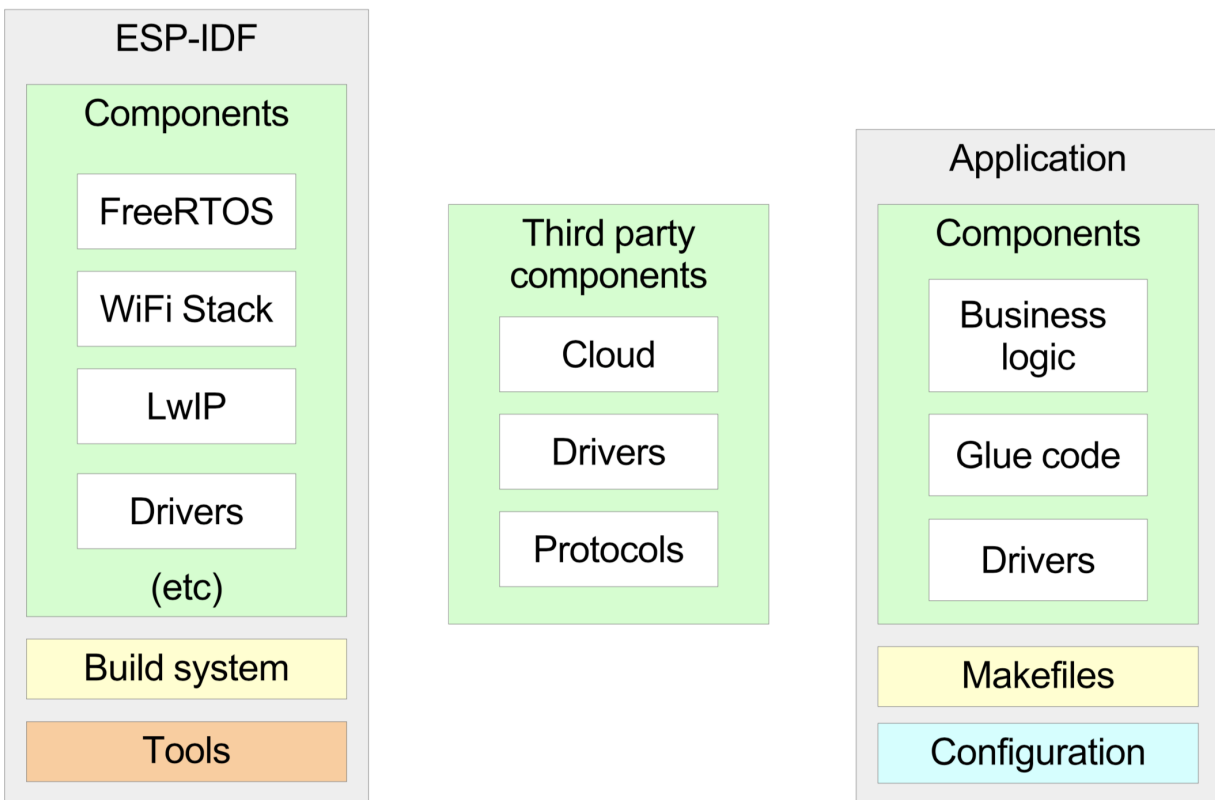 ESP-IDF
Components
FreeRTOS
WiFi Stack
LwIP
Drivers
(etc)
Build system
Tools
Third party
components
Cloud
Drivers
Protocols
Application
Components
Business
logic
Glue code
Drivers
Makefiles
Configuration